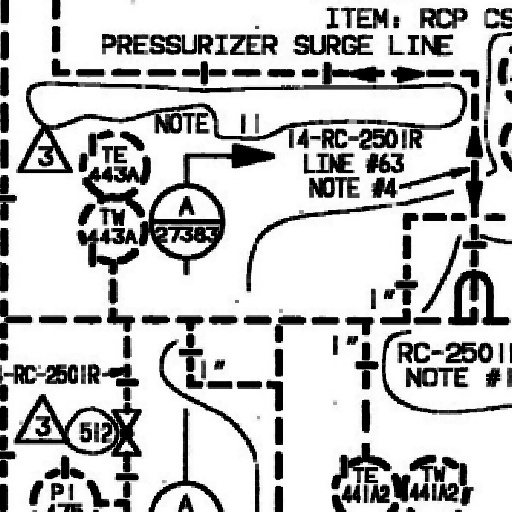 ITEM: RCP CS
PRESSURIZER SURGE LINE
NOTE 11
14-RC-2501R
LINE #63
NOTE #4
3
TE
443A
TW
443A
A
27383
1"
1"
1"
-RC-2501R
RC-2501
NOTE #
3
512
PI
475
A
TE
441A2
TW
441A2